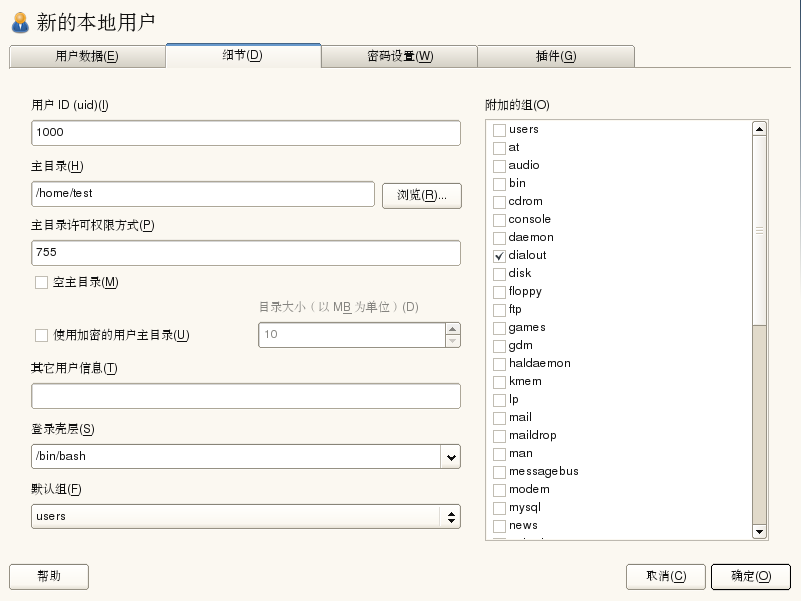 新的本地用户
用户数据(E)
细节(D)
密码设置(W)
插件(G)
用户 ID (uid)(I)
1000
主目录(H)
/home/test
浏览(R)...
主目录许可权限方式(P)
755
空主目录(M)
目录大小（以 MB 为单位）(D)
使用加密的用户主目录(U)
10
其它用户信息(T)
登录壳层(S)
/bin/bash
默认组(F)
users
附加的组(O)
users
at
audio
bin
cdrom
console
daemon
dialout
disk
floppy
ftp
games
gdm
haldaemon
kmem
lp
mail
maildrop
man
messagebus
modem
mysql
news
帮助
取消(C)
确定(O)